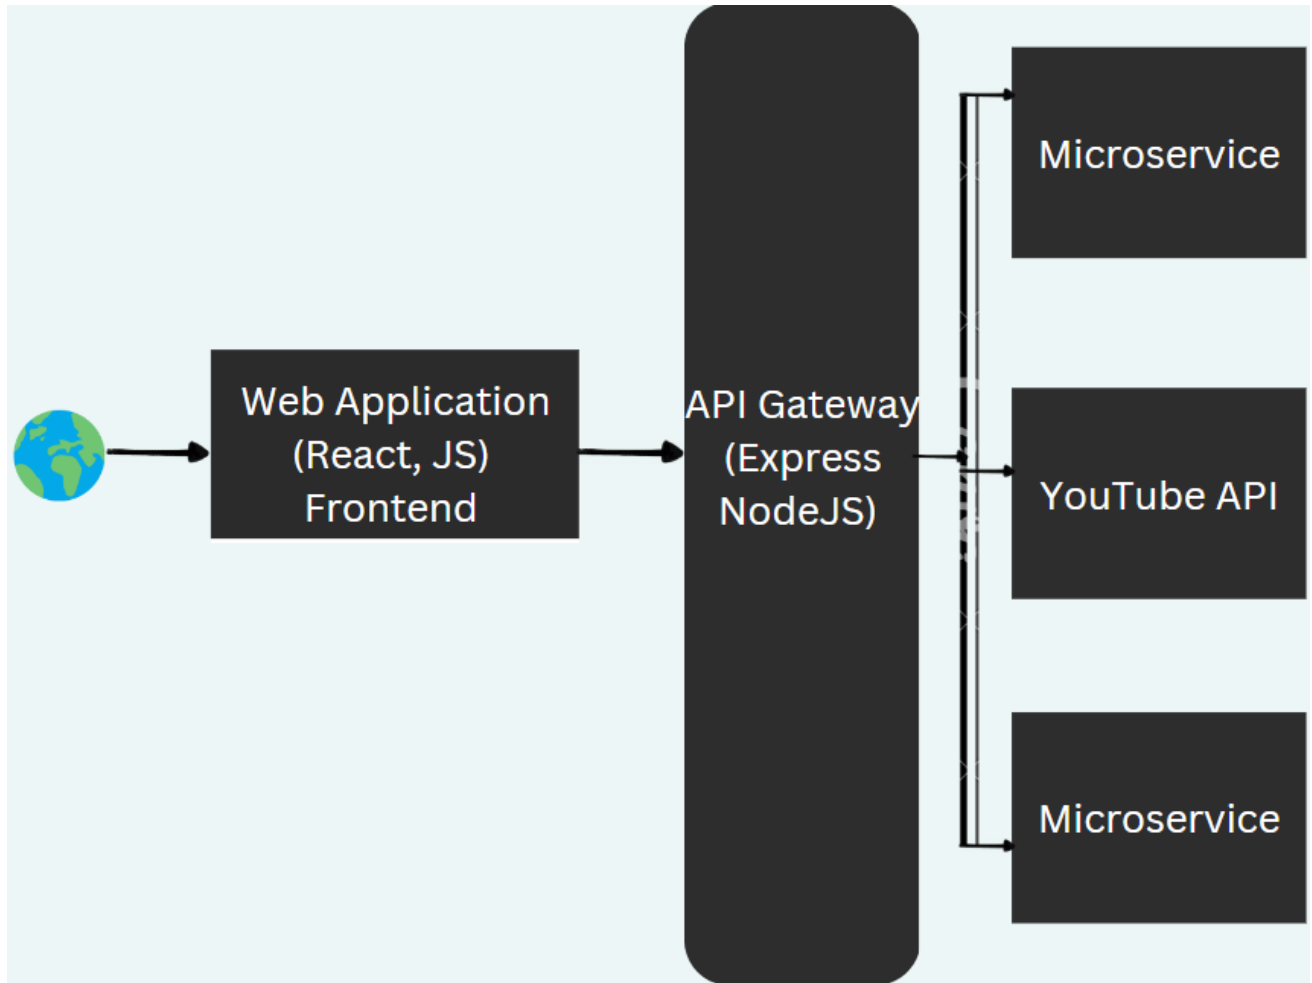 Microservice
Web Application
(React, JS)
Frontend
API Gateway
(Express
NodeJS)
YouTube API
Microservice